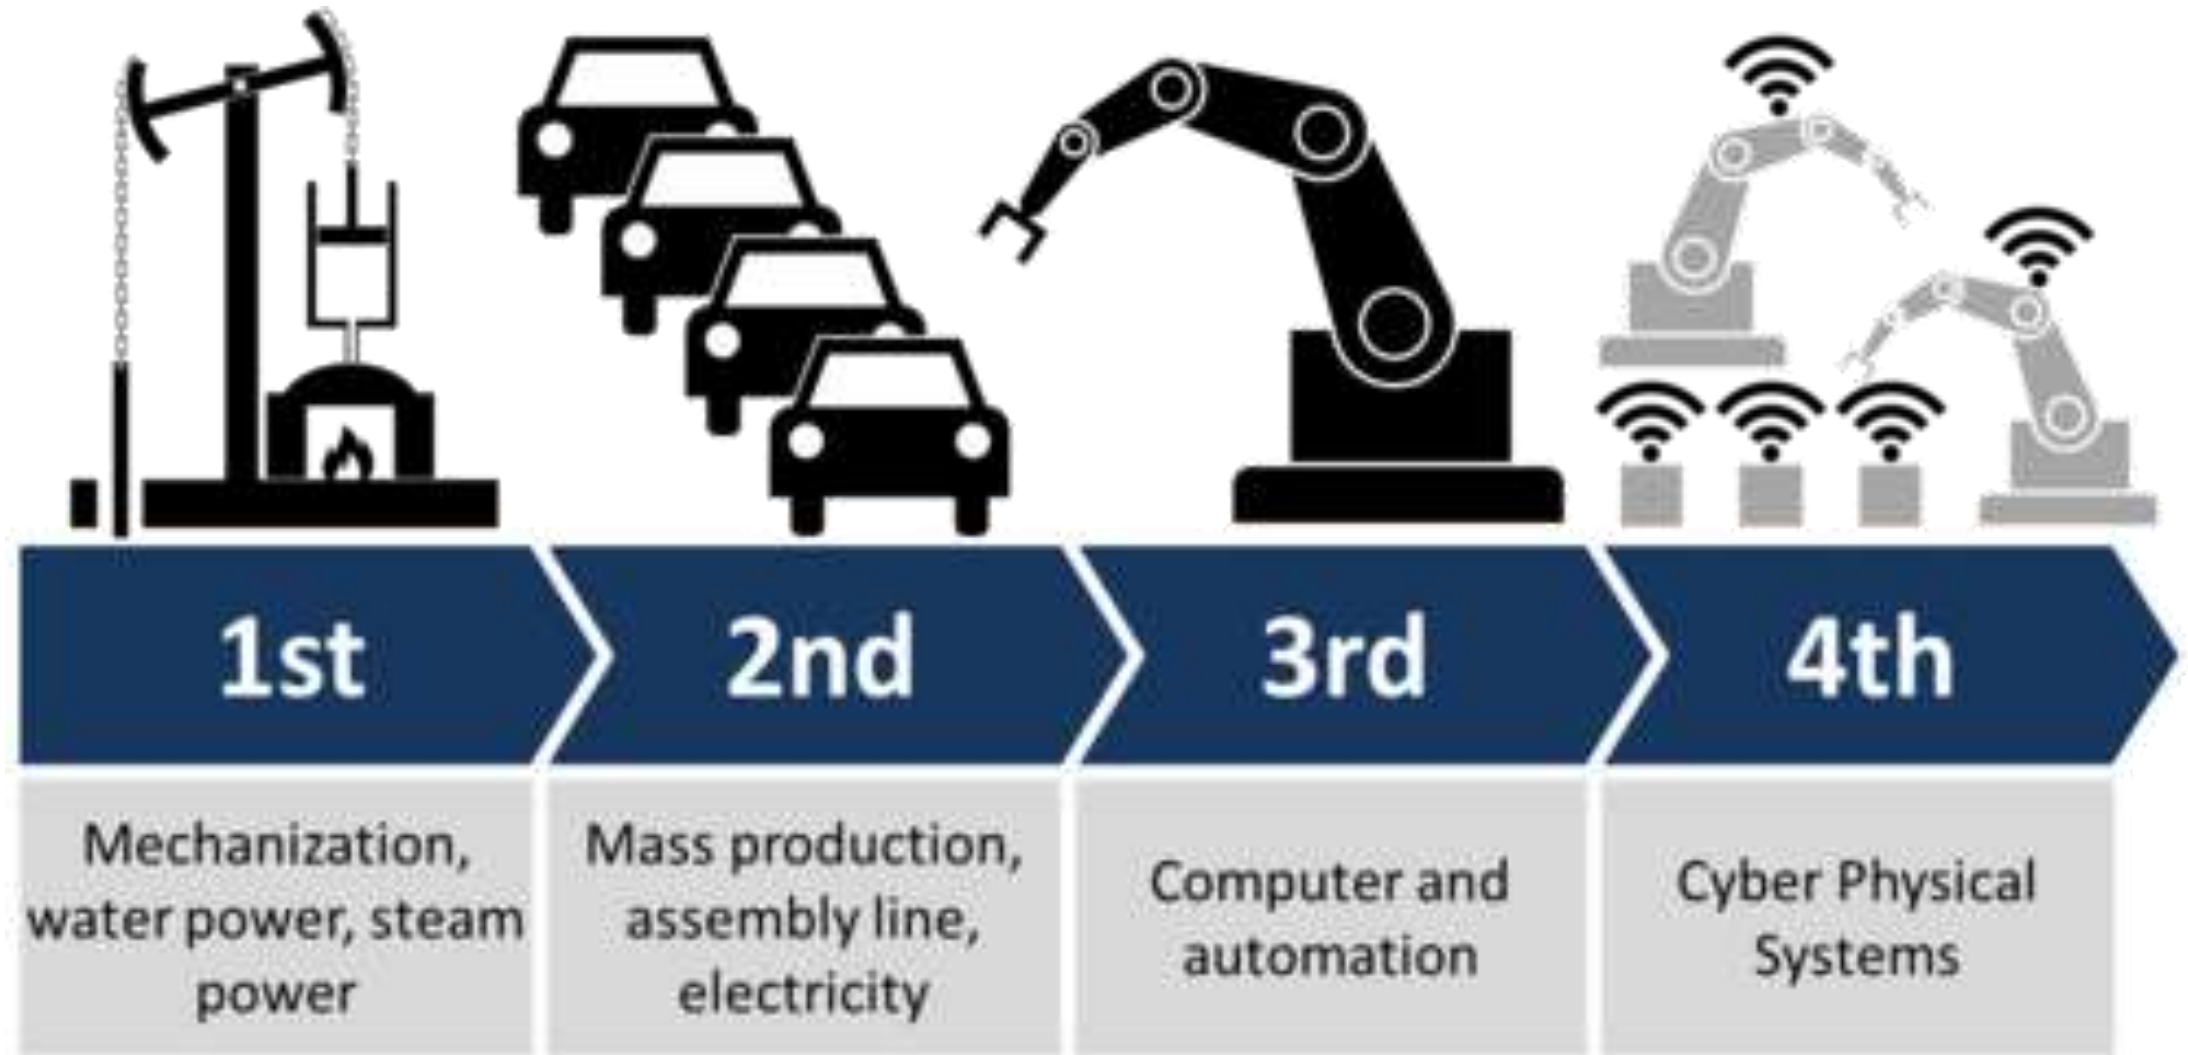 1st
2nd
3rd
4th
Mechanization,
water power, steam
power
Mass production,
assembly line,
electricity
Computer and
automation
Cyber Physical
Systems